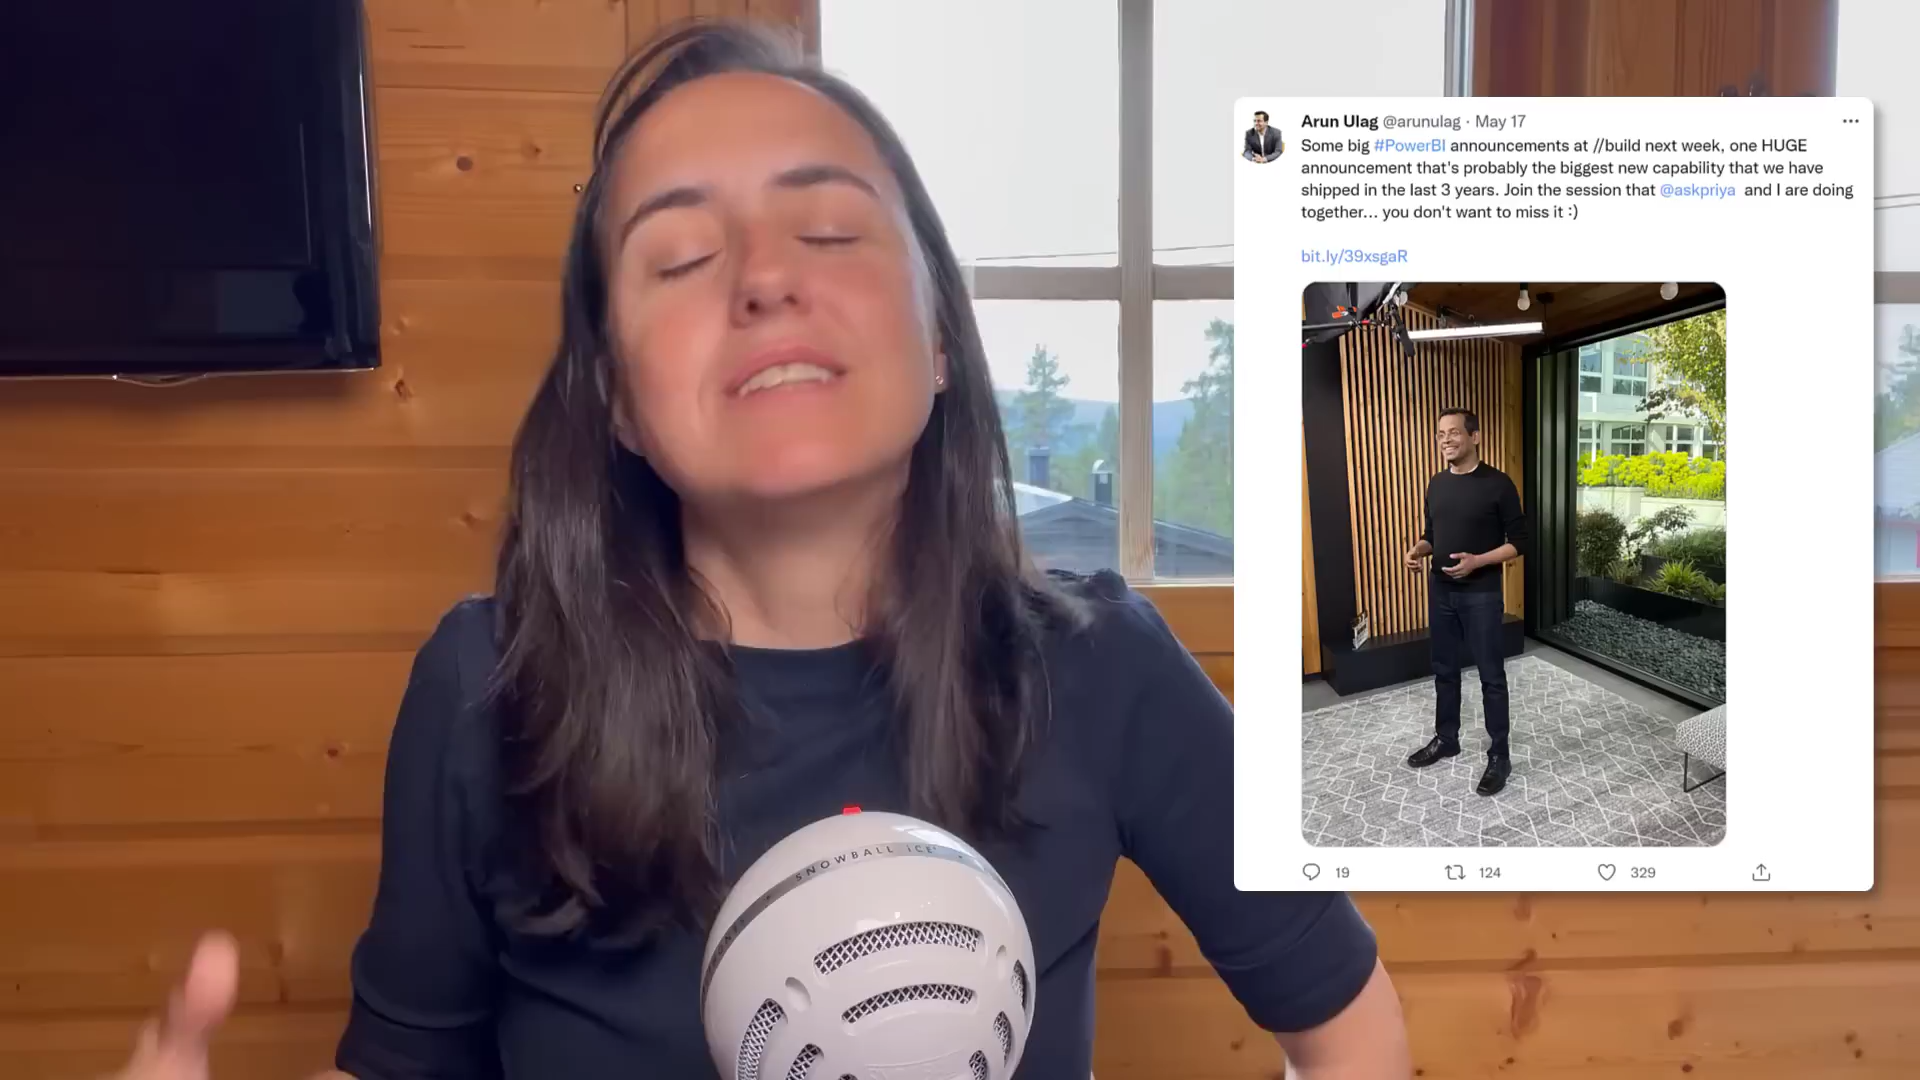 Arun Ulag @arunulag · May 17
Some big #PowerBI announcements at //build next week, one HUGE
announcement that's probably the biggest new capability that we have
shipped in the last 3 years. Join the session that @askpriya and I are doing
together... you don't want to miss it :)
bit.ly/39xsgaR
19 124 329
SNOWBALL iCE